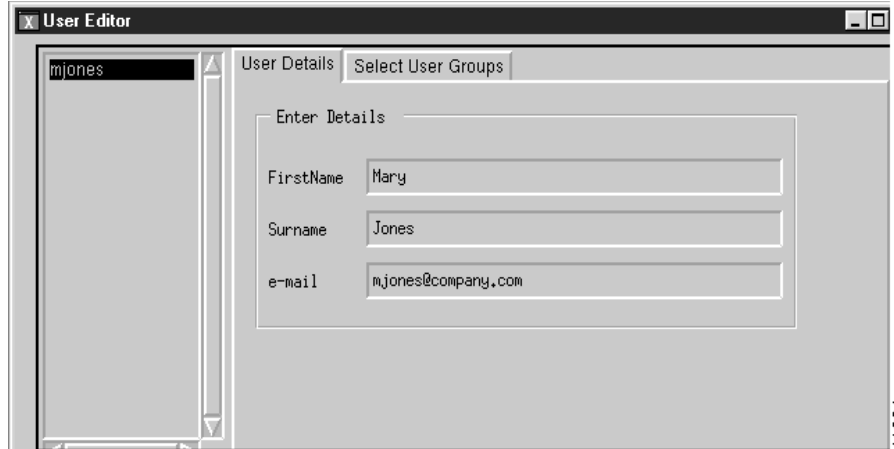 X User Editor
mjones
User Details
Select User Groups
Enter Details
FirstName Mary
Surname Jones
e-mail mjones@company.com